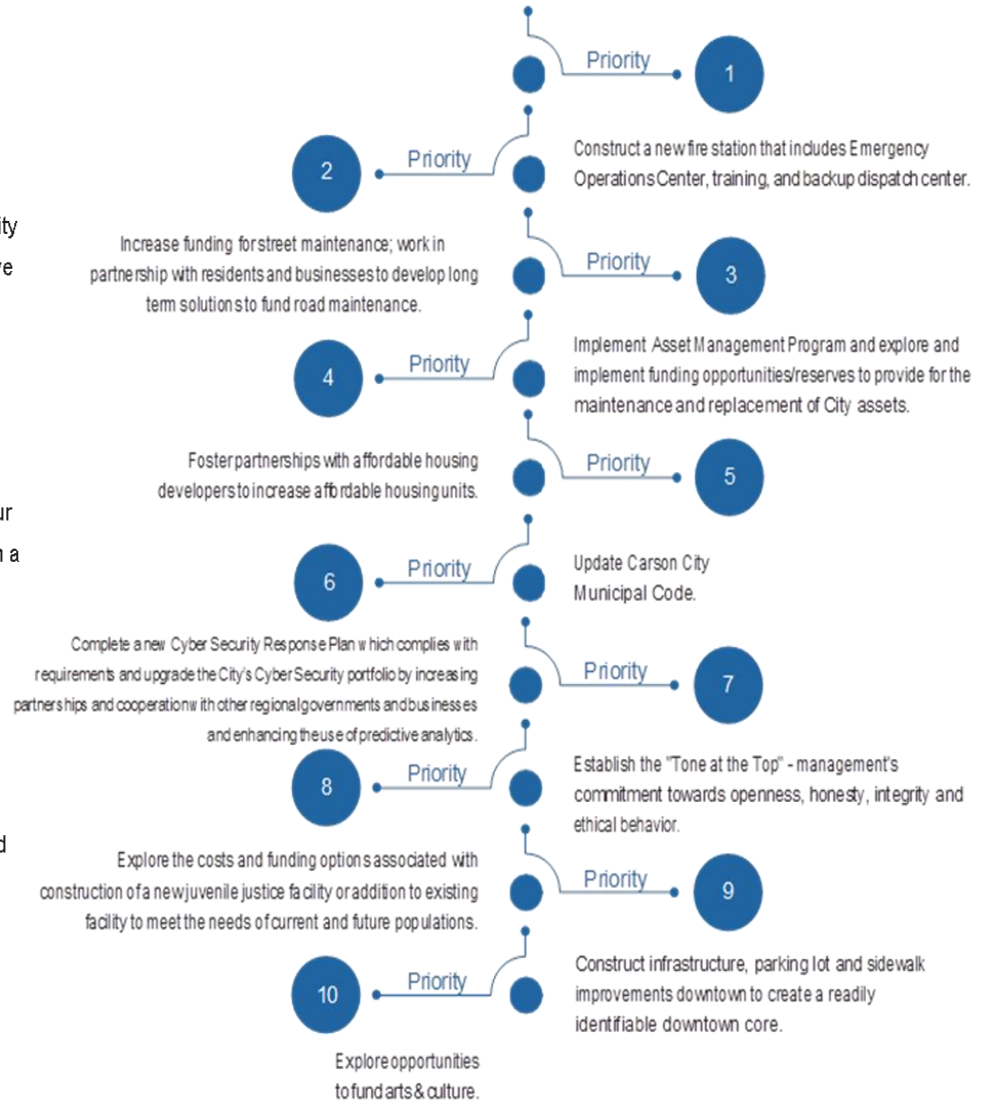 Priority
1
Construct a new fire station that includes Emergency
Operations Center, training, and backup dispatch center.
Priority
2
Increase funding for street maintenance; work in
partnership with residents and businesses to develop long
term solutions to fund road maintenance.
Priority
3
Implement Asset Management Program and explore and
implement funding opportunities/reserves to provide for the
maintenance and replacement of City assets.
Priority
4
Foster partnerships with affordable housing
developers to increase affordable housing units.
Priority
5
Update Carson City
Municipal Code.
Priority
6
Complete a new Cyber Security Response Plan which complies with
requirements and upgrade the City's Cyber Security portfolio by increasing
partnerships and cooperation with other regional governments and businesses
and enhancing the use of predictive analytics.
Priority
7
Establish the "Tone at the Top" - management's
commitment towards openness, honesty, integrity and
ethical behavior.
Priority
8
Explore the costs and funding options associated with
construction of a new juvenile justice facility or addition to existing
facility to meet the needs of current and future populations.
Priority
9
Construct infrastructure, parking lot and sidewalk
improvements downtown to create a readily
identifiable downtown core.
Priority
10
Explore opportunities
to fund arts & culture.